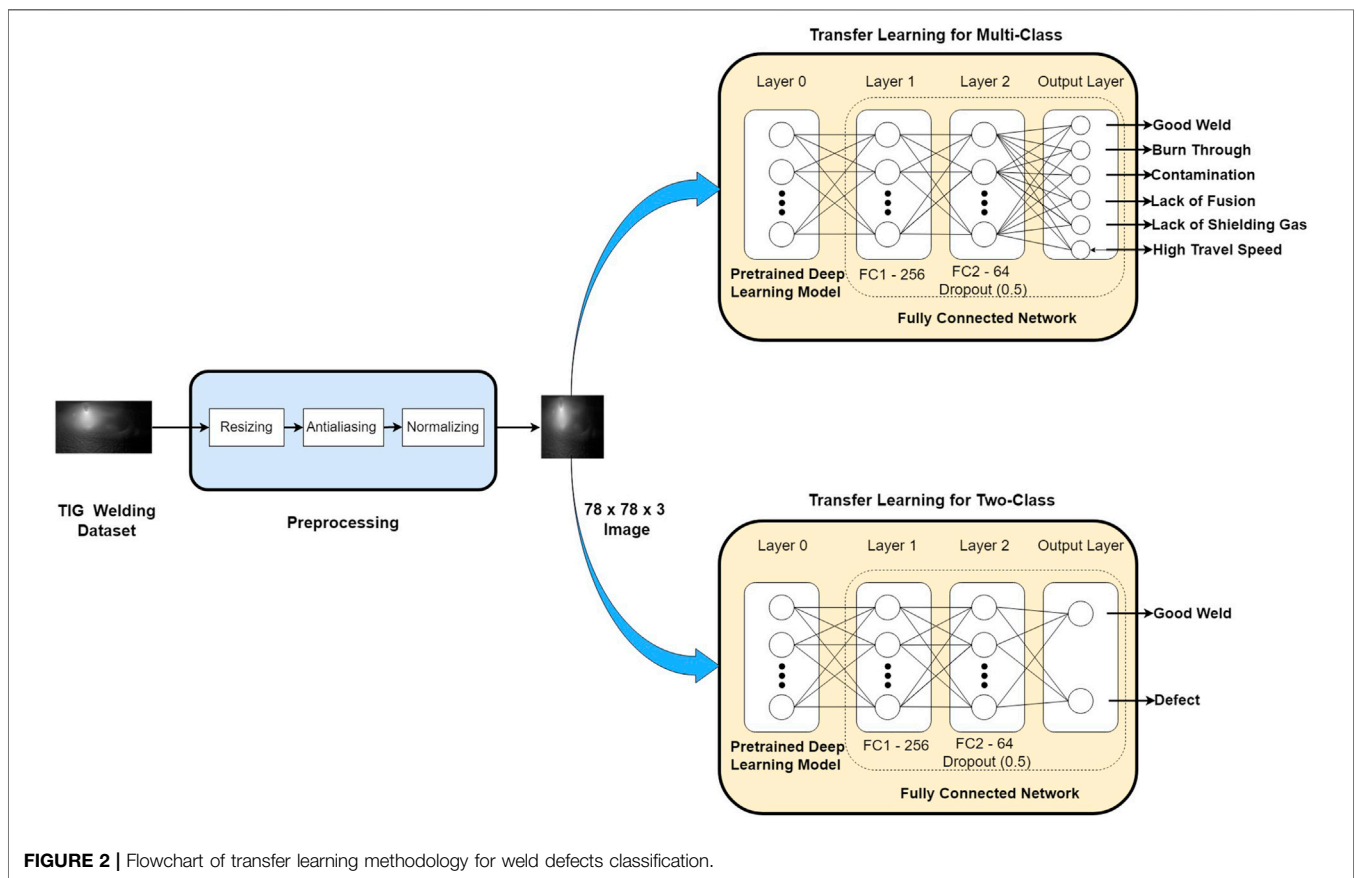 Transfer Learning for Multi-Class
Layer 0
Layer 1
Layer 2
Output Layer
Good Weld
Burn Through
Contamination
Lack of Fusion
Lack of Shielding Gas
High Travel Speed
Pretrained Deep
Learning Model
FC1 - 256
FC2 - 64
Dropout (0.5)
Fully Connected Network
Resizing
Antialiasing
Normalizing
TIG Welding
Dataset
Preprocessing
78 x 78 x 3
Image
Transfer Learning for Two-Class
Layer 0
Layer 1
Layer 2
Output Layer
Good Weld
Defect
Pretrained Deep
Learning Model
FC1 - 256
FC2 - 64
Dropout (0.5)
Fully Connected Network
FIGURE 2 | Flowchart of transfer learning methodology for weld defects classification.